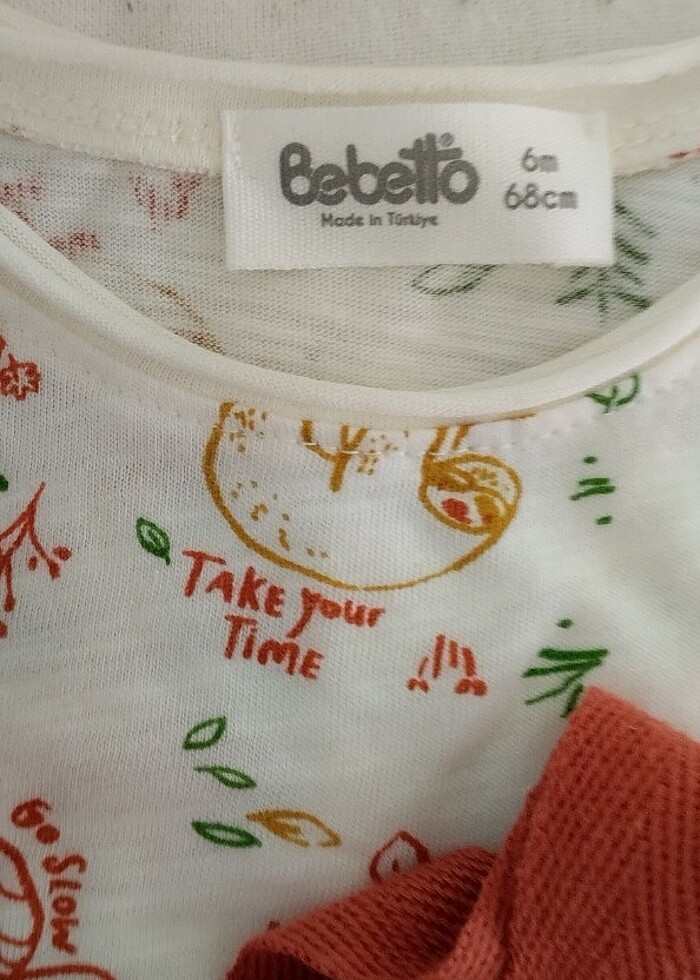 Bebetto®
Made in Türkiye
6m
68cm
TAKE your
TiME
Go Slow